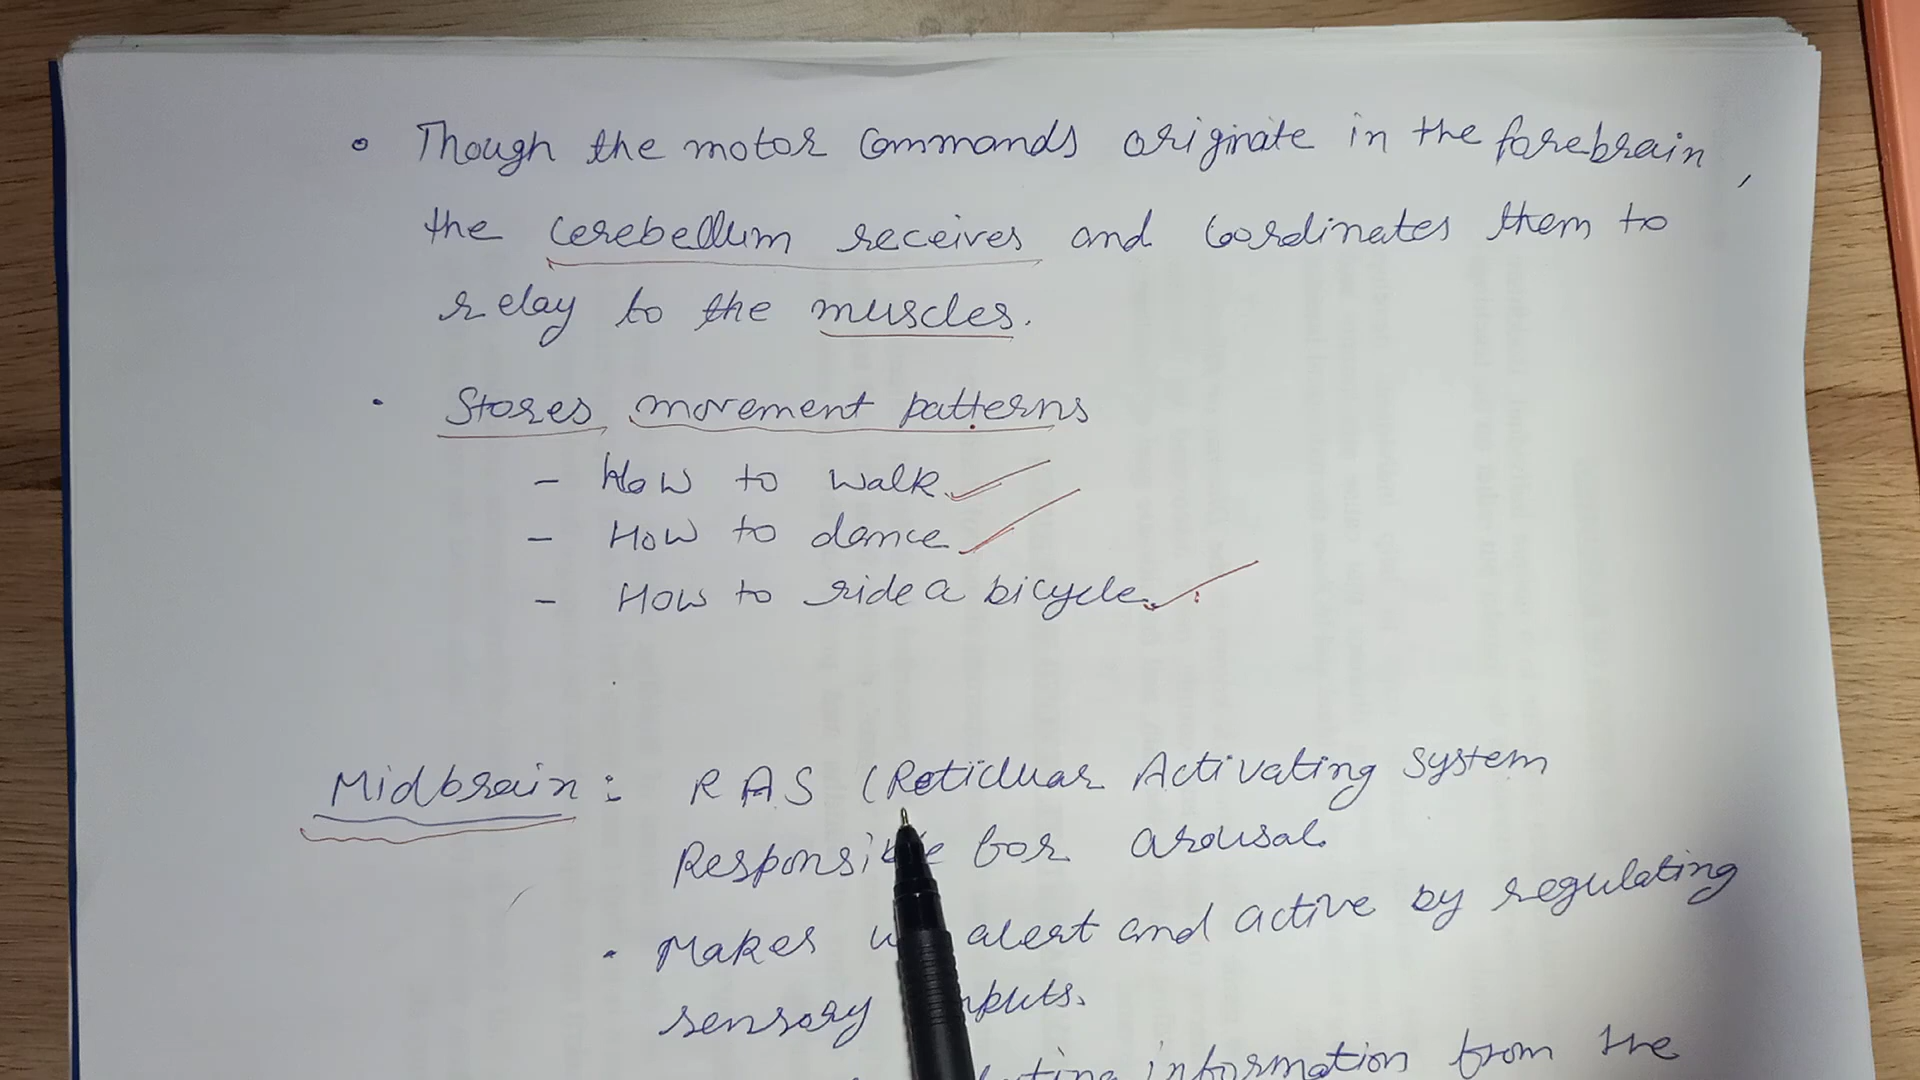 • Though the motor commands originate in the forebrain,
the cerebellum receives and coordinates them to
relay to the muscles.
• Stores movement patterns
- How to walk
- How to dance
- How to ride a bicycle.
Midbrain: RAS (Reticluar Activating System
Responsible for arousal.
• Makes alert and active by regulating
sensory
information from the